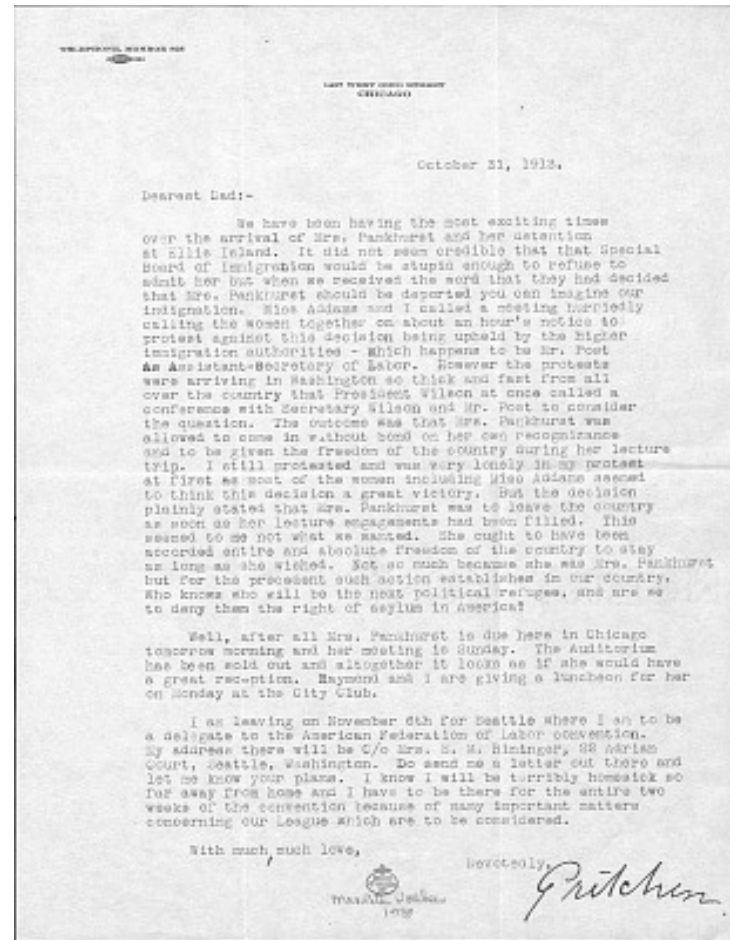 TELEPHONE, MONROE
WEST OHIO STREET
CHICAGO
October 31, 1913.
Dearest Dad:-
We have been having the most exciting times
over the arrival of Mrs. Pankhurst and her detention
at Ellis Island. It did not seem credible that that Special
Board of Immigration would be stupid enough to refuse to
admit her but when we received the word that they had decided
that Mrs. Pankhurst should be deported you can imagine our
indignation. Miss Addams and I called a meeting hurriedly
calling the women together on about an hour's notice to
protest against this decision being upheld by the higher
immigration authorities - which happens to be Mr. Post
As Assistant-Secretary of Labor. However the protests
were arriving in Washington so thick and fast from all
over the country that President Wilson at once called a
conference with Secretary Wilson and Mr. Post to consider
the question. The outcome was that Mrs. Pankhurst was
allowed to come in without bond on her own recognizance
and to be given the freedom of the country during her lecture
trip. I still protested and was very lonely in my protest
at first as most of the women including Miss Addams seemed
to think this decision a great victory. But the decision
plainly stated that Mrs. Pankhurst was to leave the country
as soon as her lecture engagements had been filled. This
seemed to me not what we wanted. She ought to have been
accorded entire and absolute freedom of the country to stay
as long as she wished. Not so much because she was Mrs. Pankhurst
but for the precedent such action establishes in our country.
Who knows who will be the next political refugee, and are we
to deny them the right of asylum in America?
Well, after all Mrs. Pankhurst is due here in Chicago
tomorrow morning and her meeting is Sunday. The Auditorium
has been sold out and altogether it looks as if she would have
a great reception. Raymond and I are giving a luncheon for her
on Monday at the City Club.
I am leaving on November 6th for Seattle where I am to be
a delegate to the American Federation of Labor convention.
My address there will be C/o Mrs. Rininger, Adrian
Court, Seattle, Washington. Do send me a letter out there and
let me know your plans. I know I will be terribly homesick so
far away from home and I have to be there for the entire two
weeks of the convention because of many important matters
concerning our League which are to be considered.
With much, much love,
Devotedly,
Gritchen